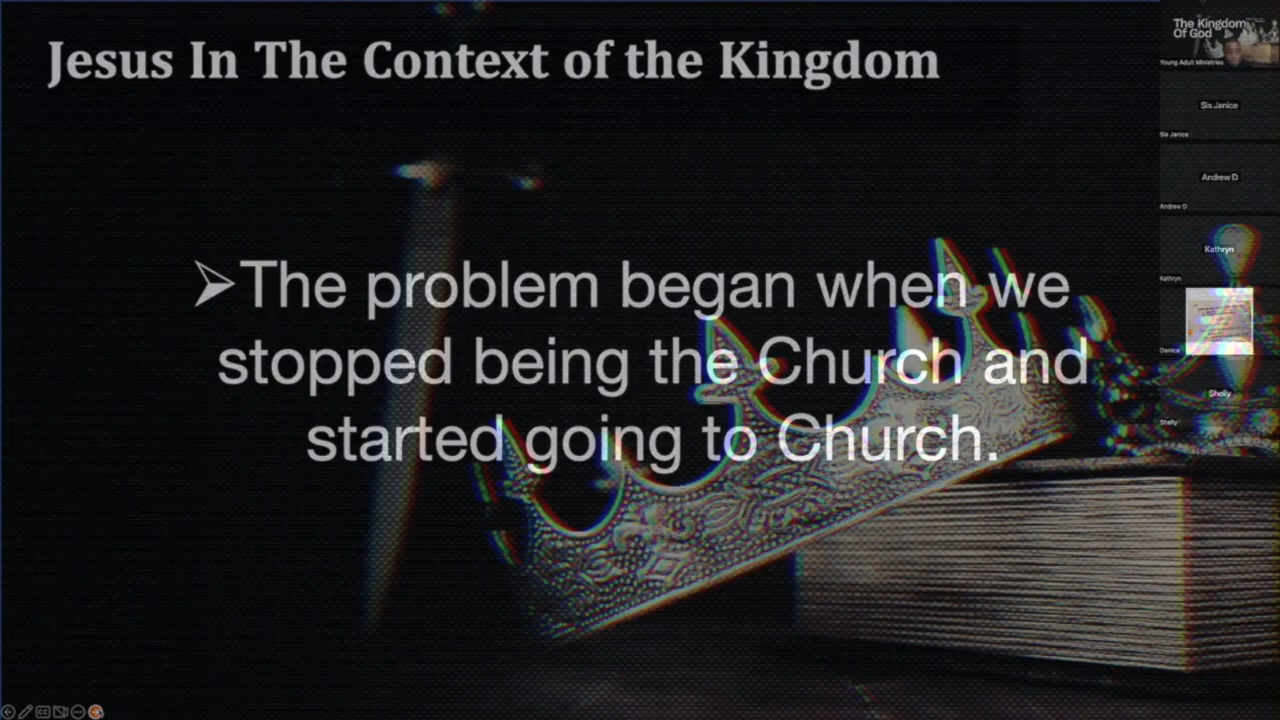 Jesus In The Context of the Kingdom
The problem began when we
stopped being the Church and
started going to Church.
The Kingdom
Of God
Young Adult Ministries
Sis Janice
Sis Janice
Andrew D
Andrew D
Kathryn
Kathryn
Danica
Shelly
Shelly